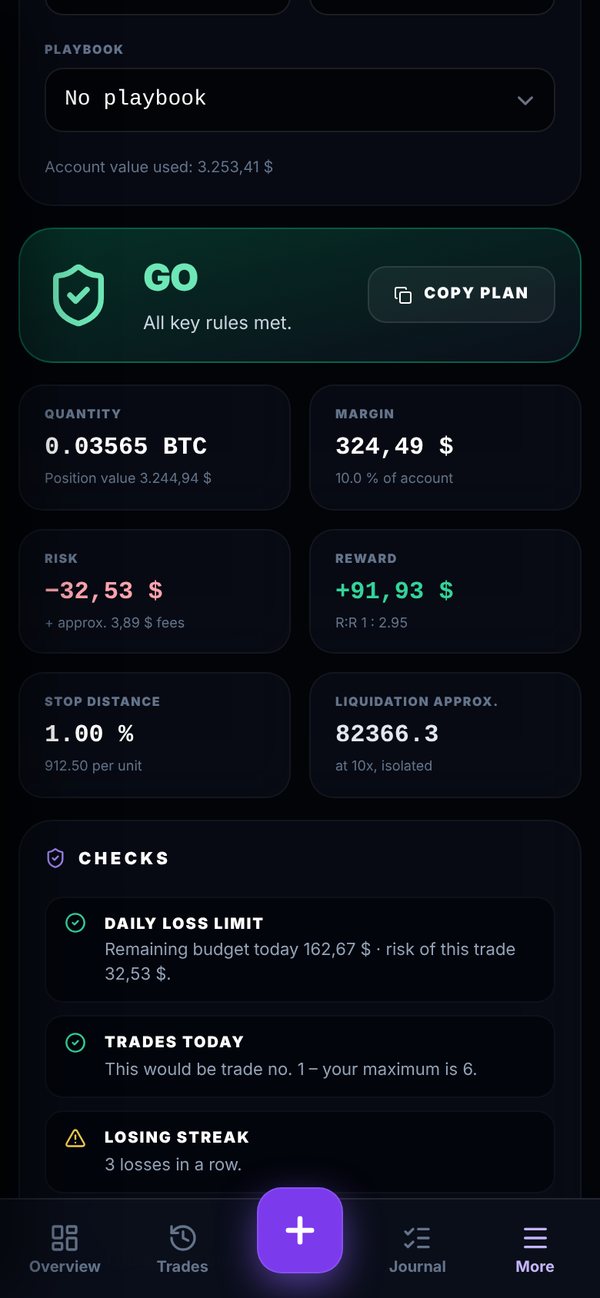 PLAYBOOK
No playbook
Account value used: 3.253,41 $
GO
All key rules met.
COPY PLAN
QUANTITY
0.03565 BTC
Position value 3.244,94 $
MARGIN
324,49 $
10.0 % of account
RISK
−32,53 $
+ approx. 3,89 $ fees
REWARD
+91,93 $
R:R 1 : 2.95
STOP DISTANCE
1.00 %
912.50 per unit
LIQUIDATION APPROX.
82366.3
at 10x, isolated
CHECKS
DAILY LOSS LIMIT
Remaining budget today 162,67 $ · risk of this trade
32,53 $.
TRADES TODAY
This would be trade no. 1 – your maximum is 6.
LOSING STREAK
3 losses in a row.
Overview
Trades
Journal
More